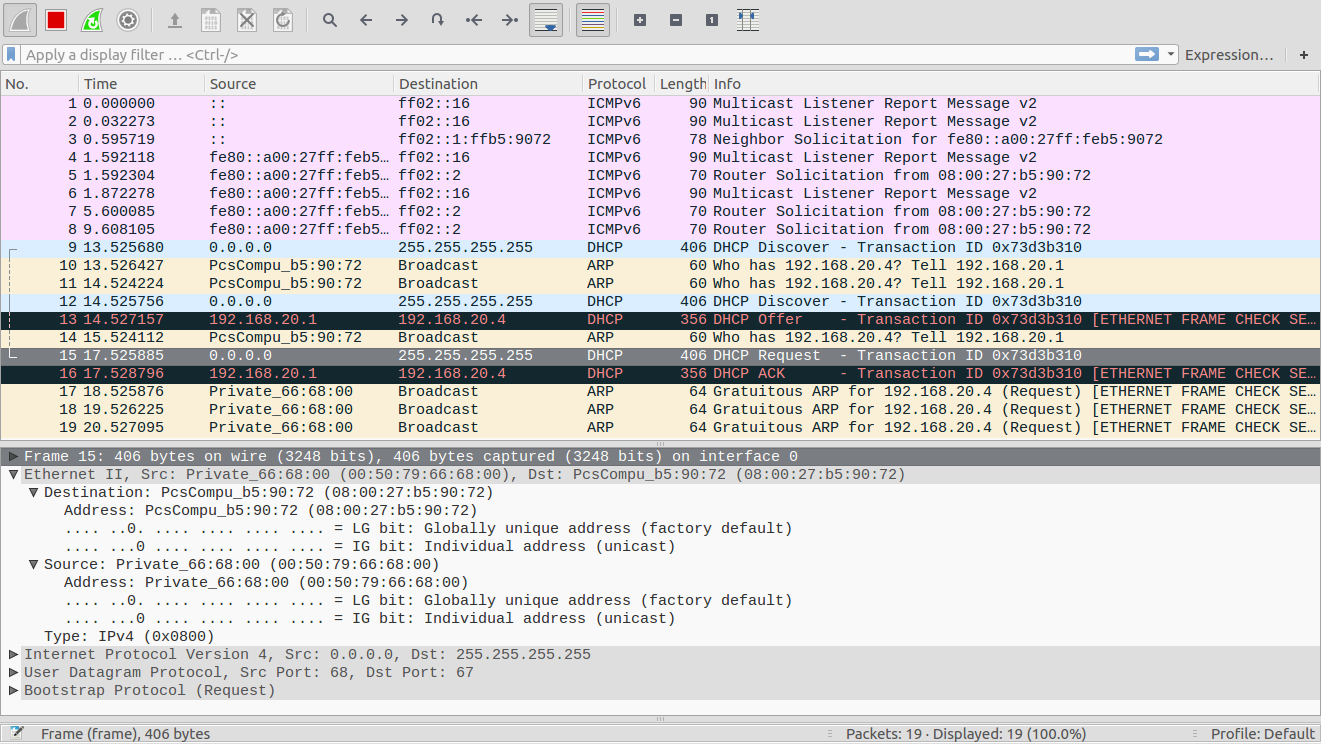 Apply a display filter … <Ctrl-/> Expression… +
No. Time Source Destination Protocol Length Info
1 0.000000 :: ff02::16 ICMPv6 90 Multicast Listener Report Message v2
2 0.032273 :: ff02::16 ICMPv6 90 Multicast Listener Report Message v2
3 0.595719 :: ff02::1:ffb5:9072 ICMPv6 78 Neighbor Solicitation for fe80::a00:27ff:feb5:9072
4 1.592118 fe80::a00:27ff:feb5… ff02::16 ICMPv6 90 Multicast Listener Report Message v2
5 1.592304 fe80::a00:27ff:feb5… ff02::2 ICMPv6 70 Router Solicitation from 08:00:27:b5:90:72
6 1.872278 fe80::a00:27ff:feb5… ff02::16 ICMPv6 90 Multicast Listener Report Message v2
7 5.600085 fe80::a00:27ff:feb5… ff02::2 ICMPv6 70 Router Solicitation from 08:00:27:b5:90:72
8 9.608105 fe80::a00:27ff:feb5… ff02::2 ICMPv6 70 Router Solicitation from 08:00:27:b5:90:72
9 13.525680 0.0.0.0 255.255.255.255 DHCP 406 DHCP Discover - Transaction ID 0x73d3b310
10 13.526427 PcsCompu_b5:90:72 Broadcast ARP 60 Who has 192.168.20.4? Tell 192.168.20.1
11 14.524224 PcsCompu_b5:90:72 Broadcast ARP 60 Who has 192.168.20.4? Tell 192.168.20.1
12 14.525756 0.0.0.0 255.255.255.255 DHCP 406 DHCP Discover - Transaction ID 0x73d3b310
13 14.527157 192.168.20.1 192.168.20.4 DHCP 356 DHCP Offer - Transaction ID 0x73d3b310 [ETHERNET FRAME CHECK SE…
14 15.524112 PcsCompu_b5:90:72 Broadcast ARP 60 Who has 192.168.20.4? Tell 192.168.20.1
15 17.525885 0.0.0.0 255.255.255.255 DHCP 406 DHCP Request - Transaction ID 0x73d3b310
16 17.528796 192.168.20.1 192.168.20.4 DHCP 356 DHCP ACK - Transaction ID 0x73d3b310 [ETHERNET FRAME CHECK SE…
17 18.525876 Private_66:68:00 Broadcast ARP 64 Gratuitous ARP for 192.168.20.4 (Request) [ETHERNET FRAME CHECK SE…
18 19.526225 Private_66:68:00 Broadcast ARP 64 Gratuitous ARP for 192.168.20.4 (Request) [ETHERNET FRAME CHECK SE…
19 20.527095 Private_66:68:00 Broadcast ARP 64 Gratuitous ARP for 192.168.20.4 (Request) [ETHERNET FRAME CHECK SE…
Frame 15: 406 bytes on wire (3248 bits), 406 bytes captured (3248 bits) on interface 0
Ethernet II, Src: Private_66:68:00 (00:50:79:66:68:00), Dst: PcsCompu_b5:90:72 (08:00:27:b5:90:72)
Destination: PcsCompu_b5:90:72 (08:00:27:b5:90:72)
Address: PcsCompu_b5:90:72 (08:00:27:b5:90:72)
.... ..0. .... .... .... .... = LG bit: Globally unique address (factory default)
.... ...0 .... .... .... .... = IG bit: Individual address (unicast)
Source: Private_66:68:00 (00:50:79:66:68:00)
Address: Private_66:68:00 (00:50:79:66:68:00)
.... ..0. .... .... .... .... = LG bit: Globally unique address (factory default)
.... ...0 .... .... .... .... = IG bit: Individual address (unicast)
Type: IPv4 (0x0800)
Internet Protocol Version 4, Src: 0.0.0.0, Dst: 255.255.255.255
User Datagram Protocol, Src Port: 68, Dst Port: 67
Bootstrap Protocol (Request)
Frame (frame), 406 bytes Packets: 19 · Displayed: 19 (100.0%) Profile: Default